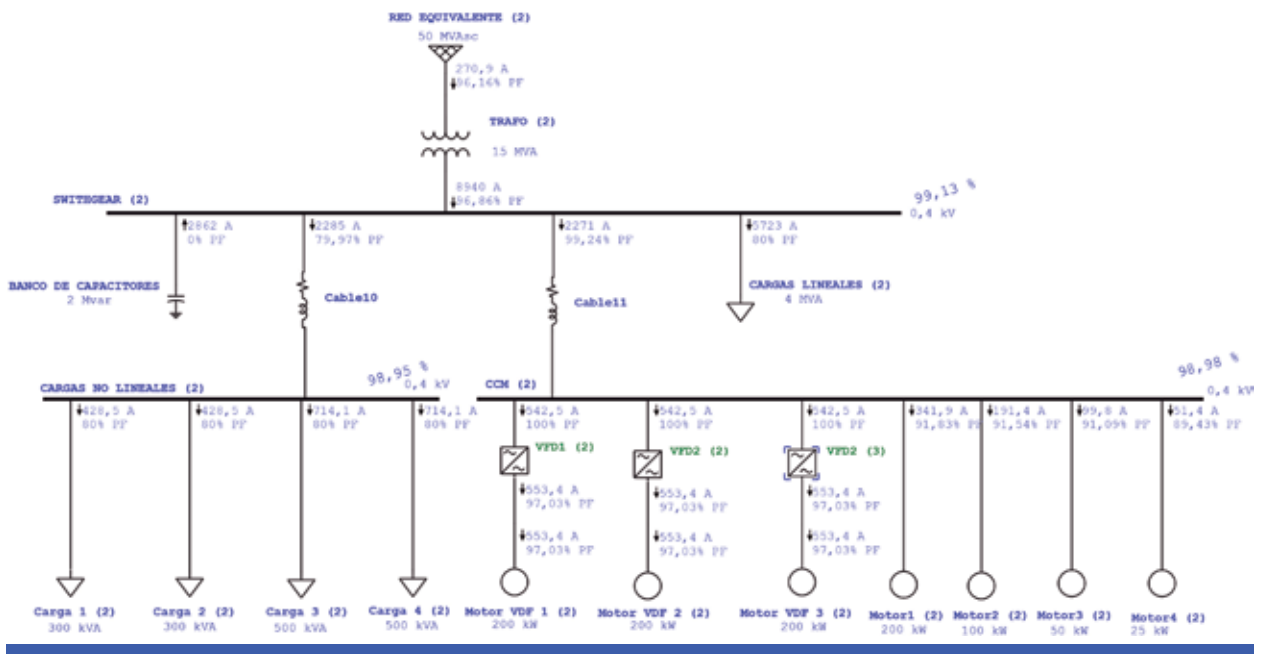 RED EQUIVALENTE (2)
50 MVAsc
270,9 A
96,16% PF
TRAFO (2)
15 MVA
8940 A
96,86% PF
SWITHGEAR (2)
99,13 %
0,4 kV
2862 A
0% PF
2285 A
79,97% PF
2271 A
99,24% PF
5723 A
80% PF
BANCO DE CAPACITORES
2 Mvar
Cable10
Cable11
CARGAS LINEALES (2)
4 MVA
CARGAS NO LINEALES (2)
98,95 %
0,4 kV
CCM (2)
98,98 %
0,4 kV
428,5 A
80% PF
428,5 A
80% PF
714,1 A
80% PF
714,1 A
80% PF
542,5 A
100% PF
542,5 A
100% PF
542,5 A
100% PF
341,9 A
91,83% PF
191,4 A
91,54% PF
99,8 A
91,09% PF
51,4 A
89,43% PF
VFD1 (2)
VFD2 (2)
VFD2 (3)
553,4 A
97,03% PF
553,4 A
97,03% PF
553,4 A
97,03% PF
553,4 A
97,03% PF
553,4 A
97,03% PF
553,4 A
97,03% PF
Carga 1 (2)
300 kVA
Carga 2 (2)
300 kVA
Carga 3 (2)
500 kVA
Carga 4 (2)
500 kVA
Motor VDF 1 (2)
200 kW
Motor VDF 2 (2)
200 kW
Motor VDF 3 (2)
200 kW
Motor1 (2)
200 kW
Motor2 (2)
100 kW
Motor3 (2)
50 kW
Motor4 (2)
25 kW